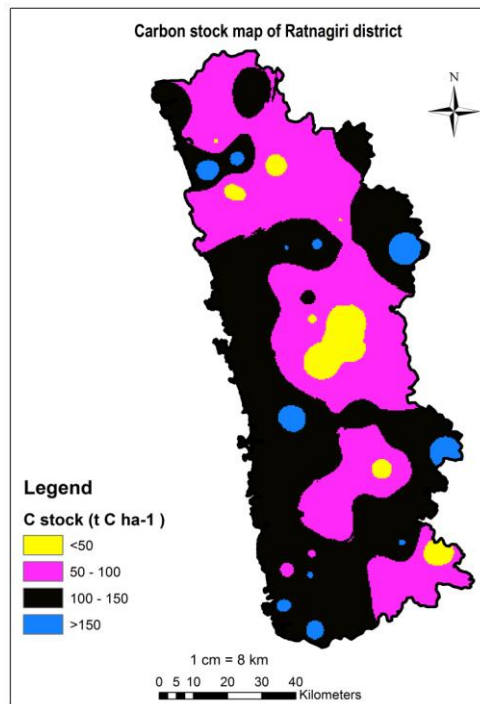 Carbon stock map of Ratnagiri district
N
Legend
C stock (t C ha-1 )
<50
50 - 100
100 - 150
>150
1 cm = 8 km
0 5 10 20 30 40
Kilometers